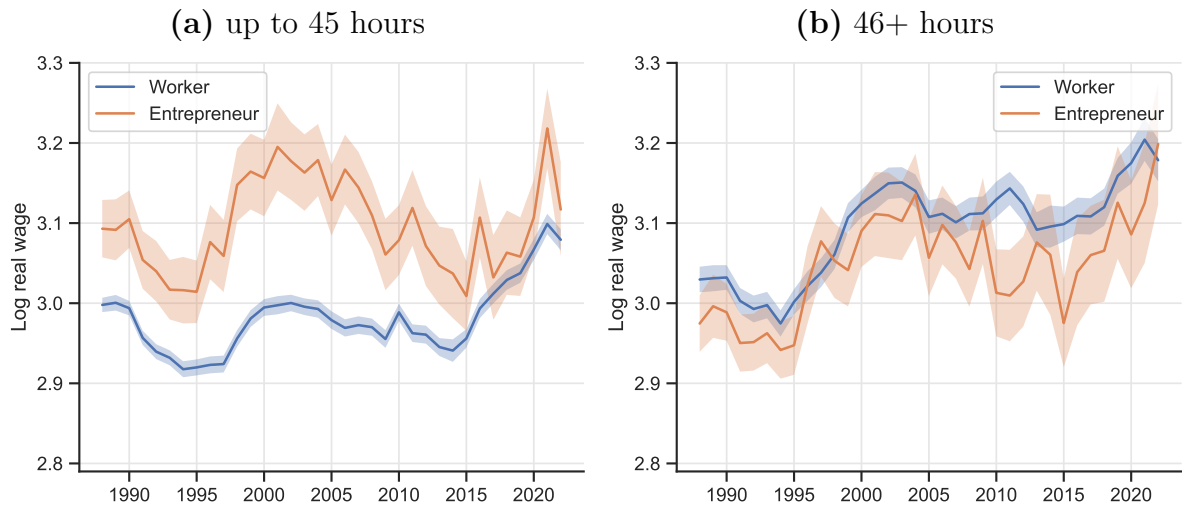 (a) up to 45 hours
3.3
3.2
3.1
3.0
2.9
2.8
Log real wage
Worker
Entrepreneur
1990 1995 2000 2005 2010 2015 2020
(b) 46+ hours
3.3
3.2
3.1
3.0
2.9
2.8
Log real wage
Worker
Entrepreneur
1990 1995 2000 2005 2010 2015 2020